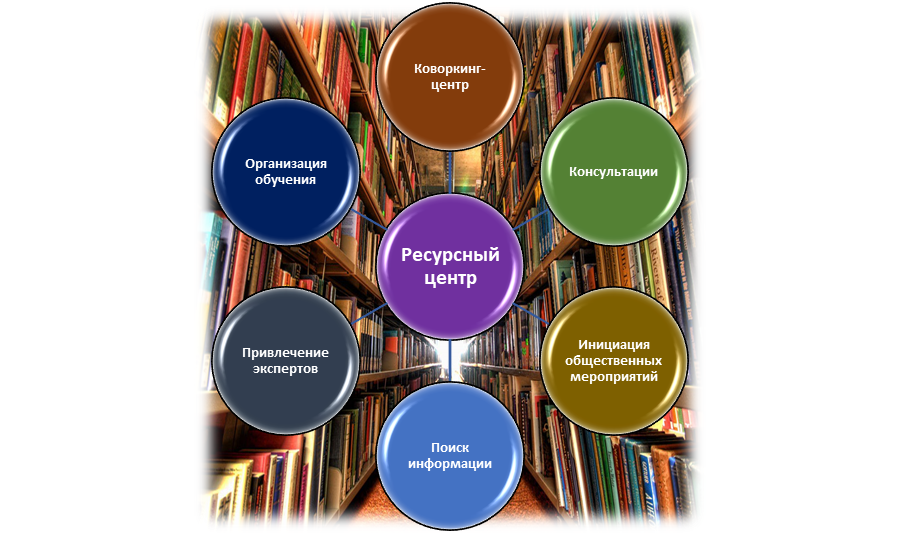 Коворкинг-
центр
Организация
обучения
Консультации
Ресурсный
центр
Привлечение
экспертов
Инициация
общественных
мероприятий
Поиск
информации